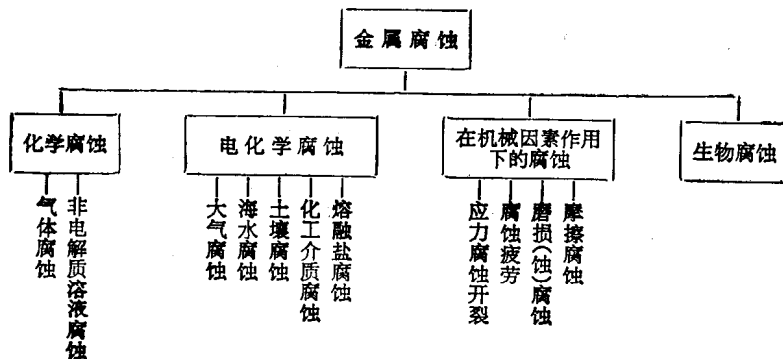 金属腐蚀
化学腐蚀
电化学腐蚀
在机械因素作用
下的腐蚀
生物腐蚀
气体腐蚀
非电解质溶液腐蚀
大气腐蚀
海水腐蚀
土壤腐蚀
化工介质腐蚀
熔融盐腐蚀
应力腐蚀开裂
腐蚀疲劳
磨损(蚀)腐蚀
摩擦腐蚀